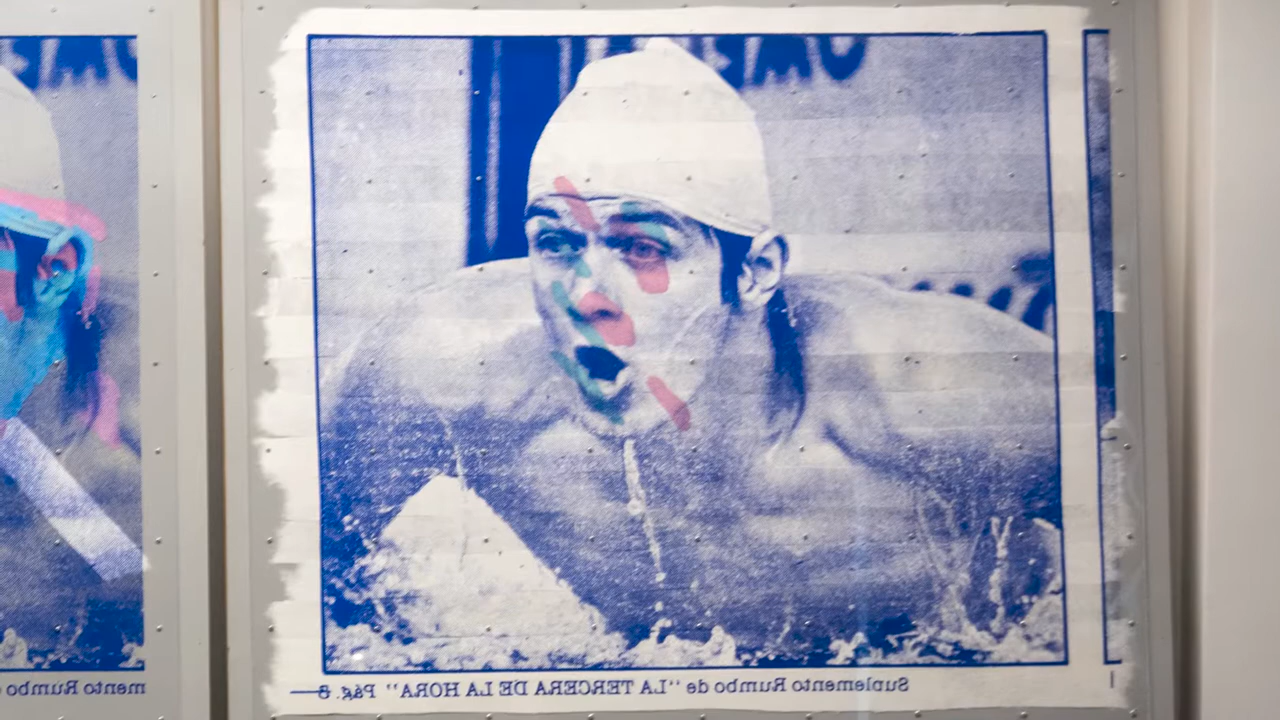 mento Rumbo
Suplemento Rumbo de "LA TERCERA DE LA HORA" Pág. 8